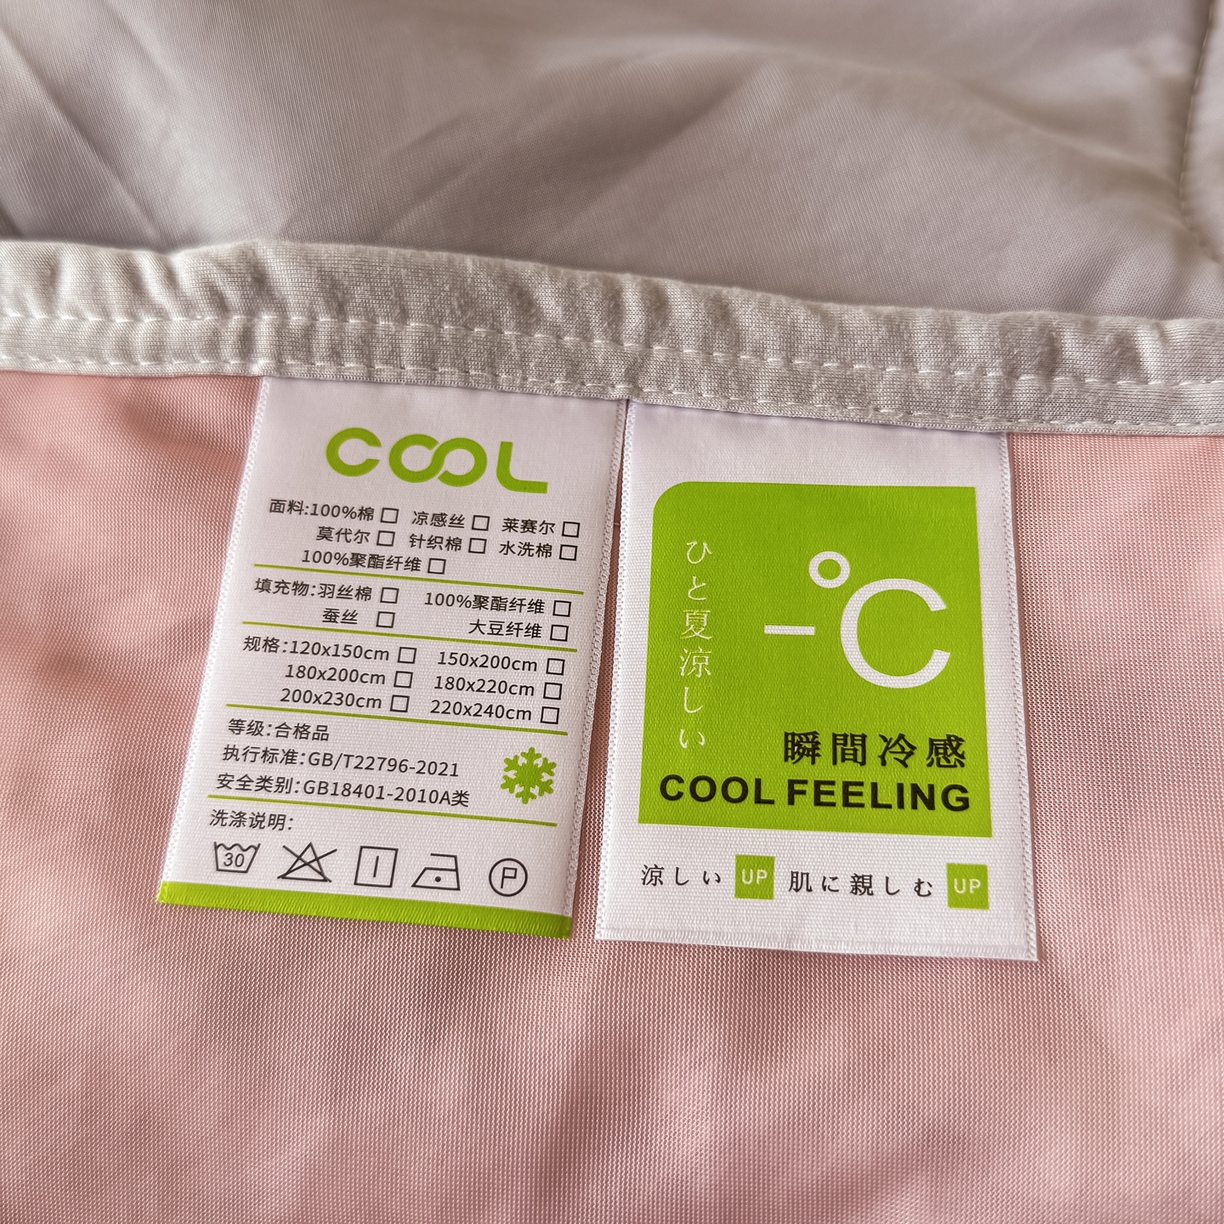 COOL
面料:100%棉 □ 凉感丝 □ 莱赛尔 □
莫代尔 □ 针织棉 □ 水洗棉 □
100%聚酯纤维 □
填充物:羽丝棉 □ 100%聚酯纤维 □
蚕丝 □ 大豆纤维 □
规格:120x150cm □ 150x200cm □
180x200cm □ 180x220cm □
200x230cm □ 220x240cm □
等级:合格品
执行标准:GB/T22796-2021
安全类别:GB18401-2010A类
洗涤说明:
30
P
ひと夏涼しい
-℃
瞬間冷感
COOL FEELING
涼しい UP 肌に親しむ UP